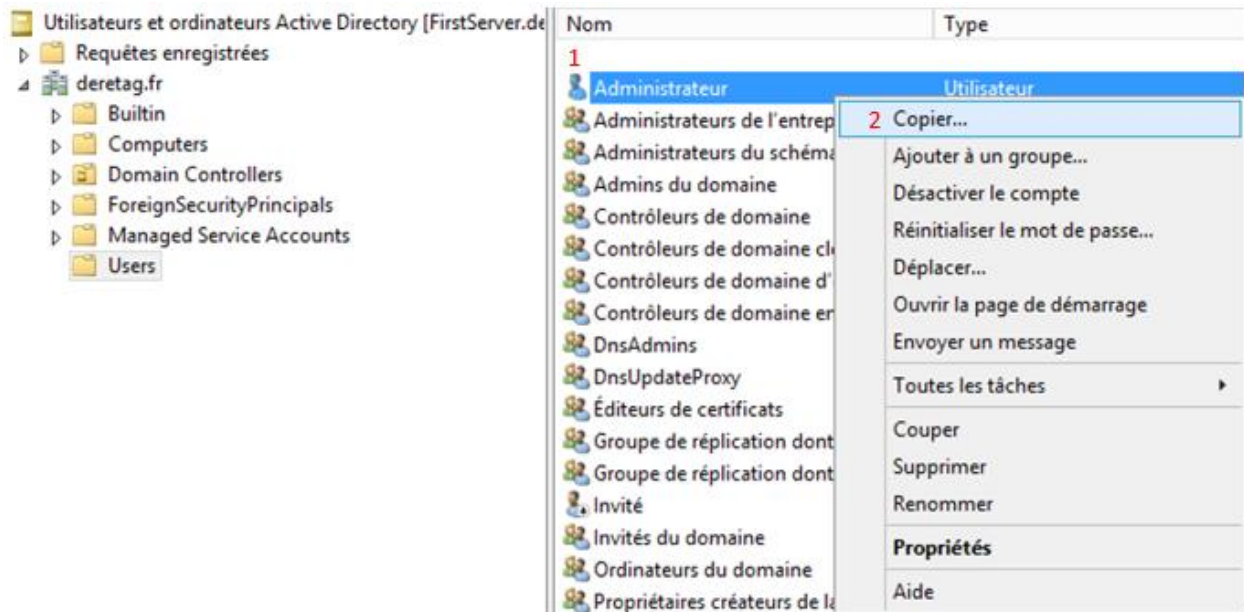 Utilisateurs et ordinateurs Active Directory [FirstServer.de
Requêtes enregistrées
deretag.fr
Builtin
Computers
Domain Controllers
ForeignSecurityPrincipals
Managed Service Accounts
Users
Nom Type
1
Administrateur Utilisateur
Administrateurs de l'entrep
Administrateurs du schéma
Admins du domaine
Contrôleurs de domaine
Contrôleurs de domaine cl
Contrôleurs de domaine d'
Contrôleurs de domaine en
DnsAdmins
DnsUpdateProxy
Éditeurs de certificats
Groupe de réplication dont
Groupe de réplication dont
Invité
Invités du domaine
Ordinateurs du domaine
Propriétaires créateurs de la
2 Copier...
Ajouter à un groupe...
Désactiver le compte
Réinitialiser le mot de passe...
Déplacer...
Ouvrir la page de démarrage
Envoyer un message
Toutes les tâches
Couper
Supprimer
Renommer
Propriétés
Aide